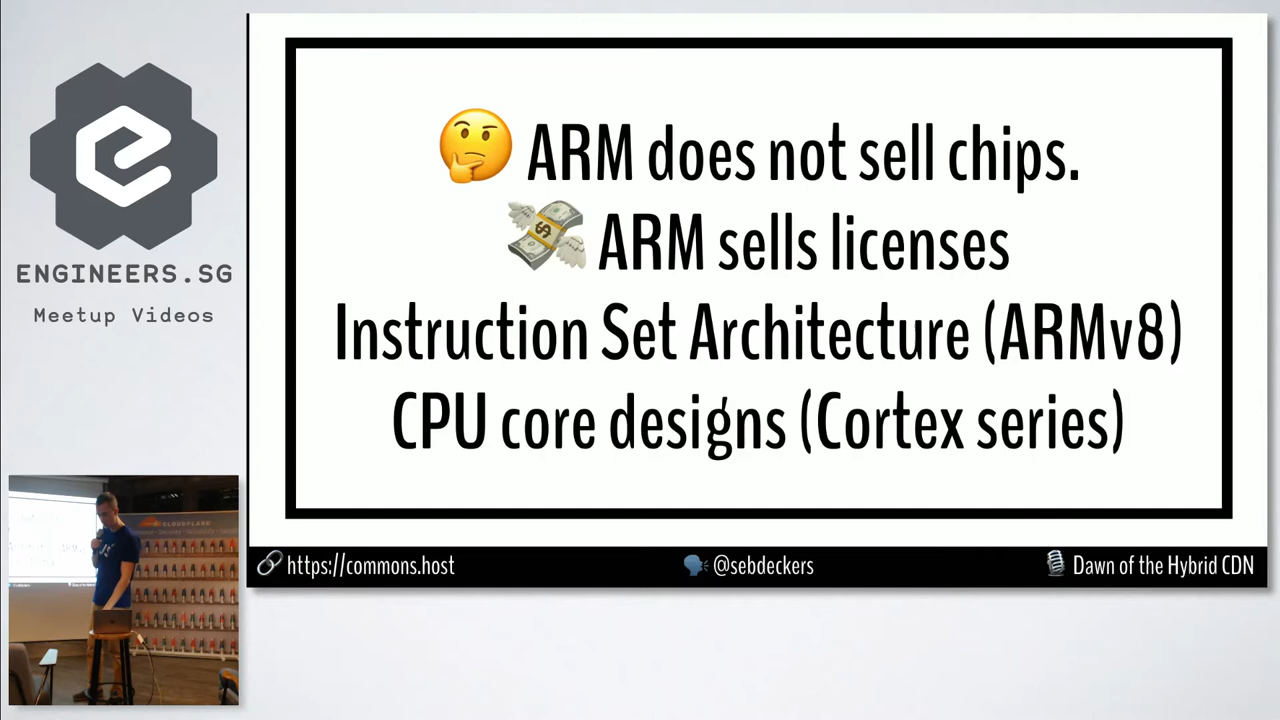 ENGINEERS.SG
Meetup Videos
🤔 ARM does not sell chips.
💸 ARM sells licenses
Instruction Set Architecture (ARMv8)
CPU core designs (Cortex series)
CLOUDFLARE
🔗 https://commons.host
🗣 @sebdeckers
🎙 Dawn of the Hybrid CDN